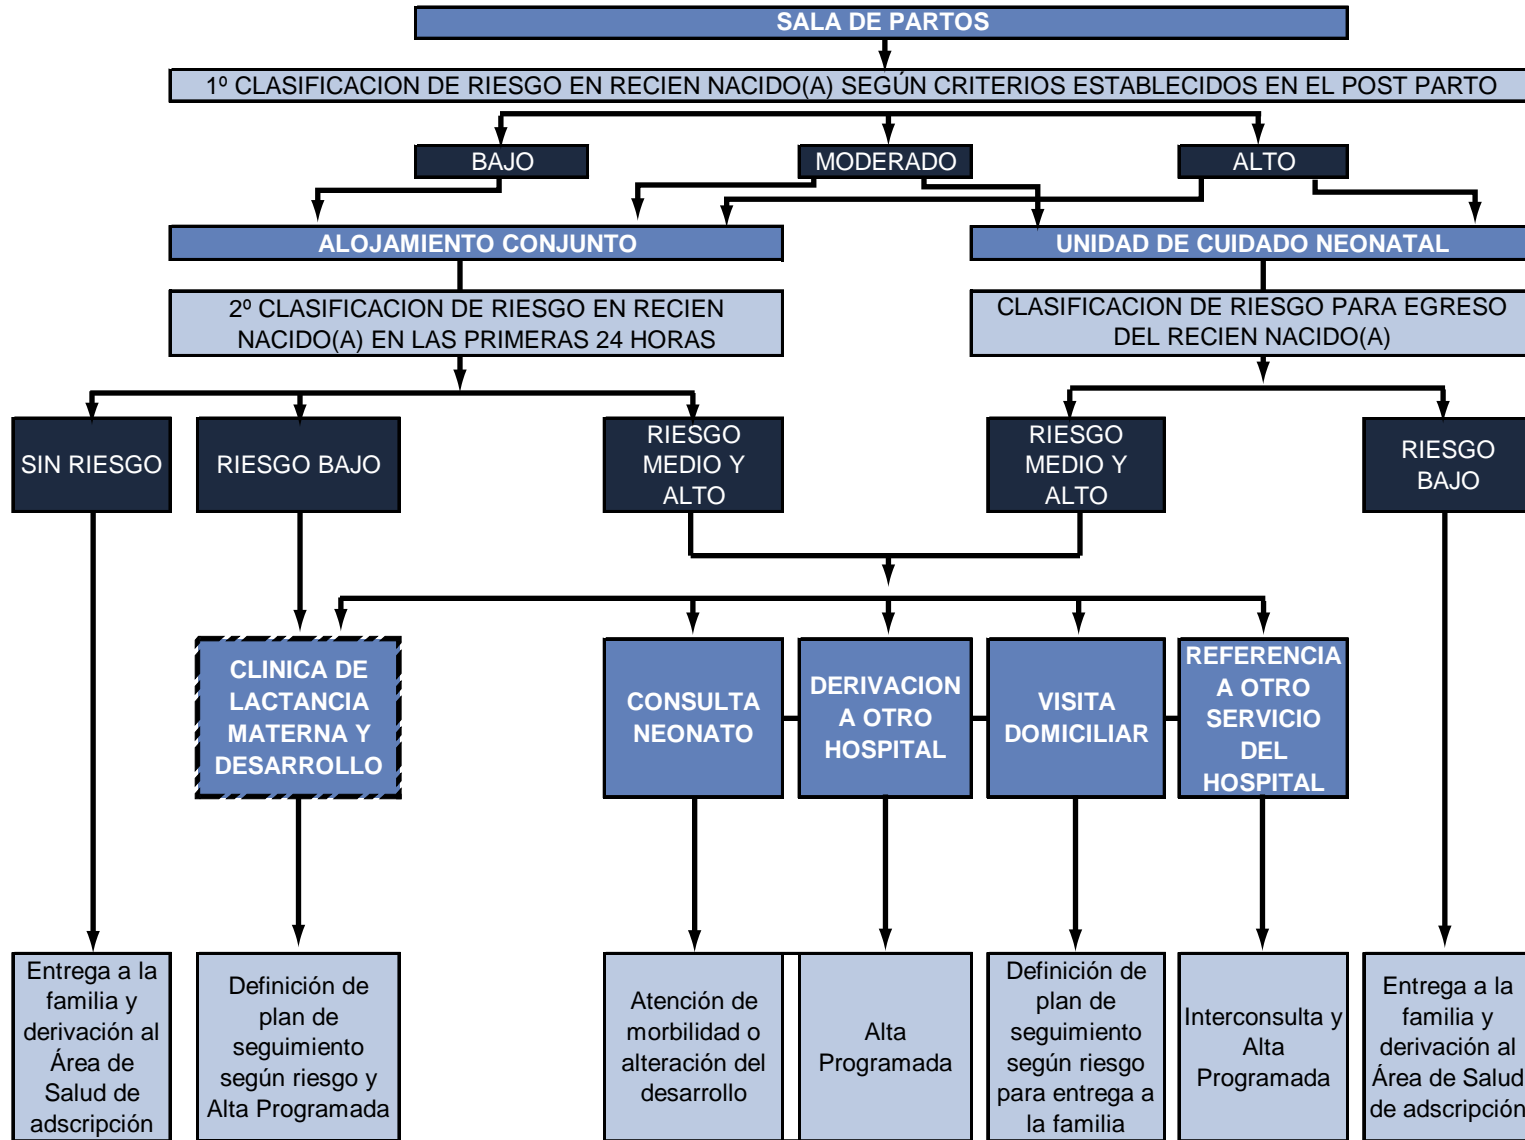 SALA DE PARTOS
1º CLASIFICACION DE RIESGO EN RECIEN NACIDO(A) SEGÚN CRITERIOS ESTABLECIDOS EN EL POST PARTO
BAJO
MODERADO
ALTO
ALOJAMIENTO CONJUNTO
UNIDAD DE CUIDADO NEONATAL
2º CLASIFICACION DE RIESGO EN RECIEN
NACIDO(A) EN LAS PRIMERAS 24 HORAS
CLASIFICACION DE RIESGO PARA EGRESO
DEL RECIEN NACIDO(A)
SIN RIESGO
RIESGO BAJO
RIESGO
MEDIO Y
ALTO
RIESGO
MEDIO Y
ALTO
RIESGO
BAJO
CLINICA DE
LACTANCIA
MATERNA Y
DESARROLLO
CONSULTA
NEONATO
DERIVACION
A OTRO
HOSPITAL
VISITA
DOMICILIAR
REFERENCIA
A OTRO
SERVICIO
DEL
HOSPITAL
Entrega a la
familia y
derivación al
Área de
Salud de
adscripción
Definición de
plan de
seguimiento
según riesgo y
Alta Programada
Atención de
morbilidad o
alteración del
desarrollo
Alta
Programada
Definición de
plan de
seguimiento
según riesgo
para entrega a
la familia
Interconsulta y
Alta
Programada
Entrega a la
familia y
derivación al
Área de Salud
de adscripción